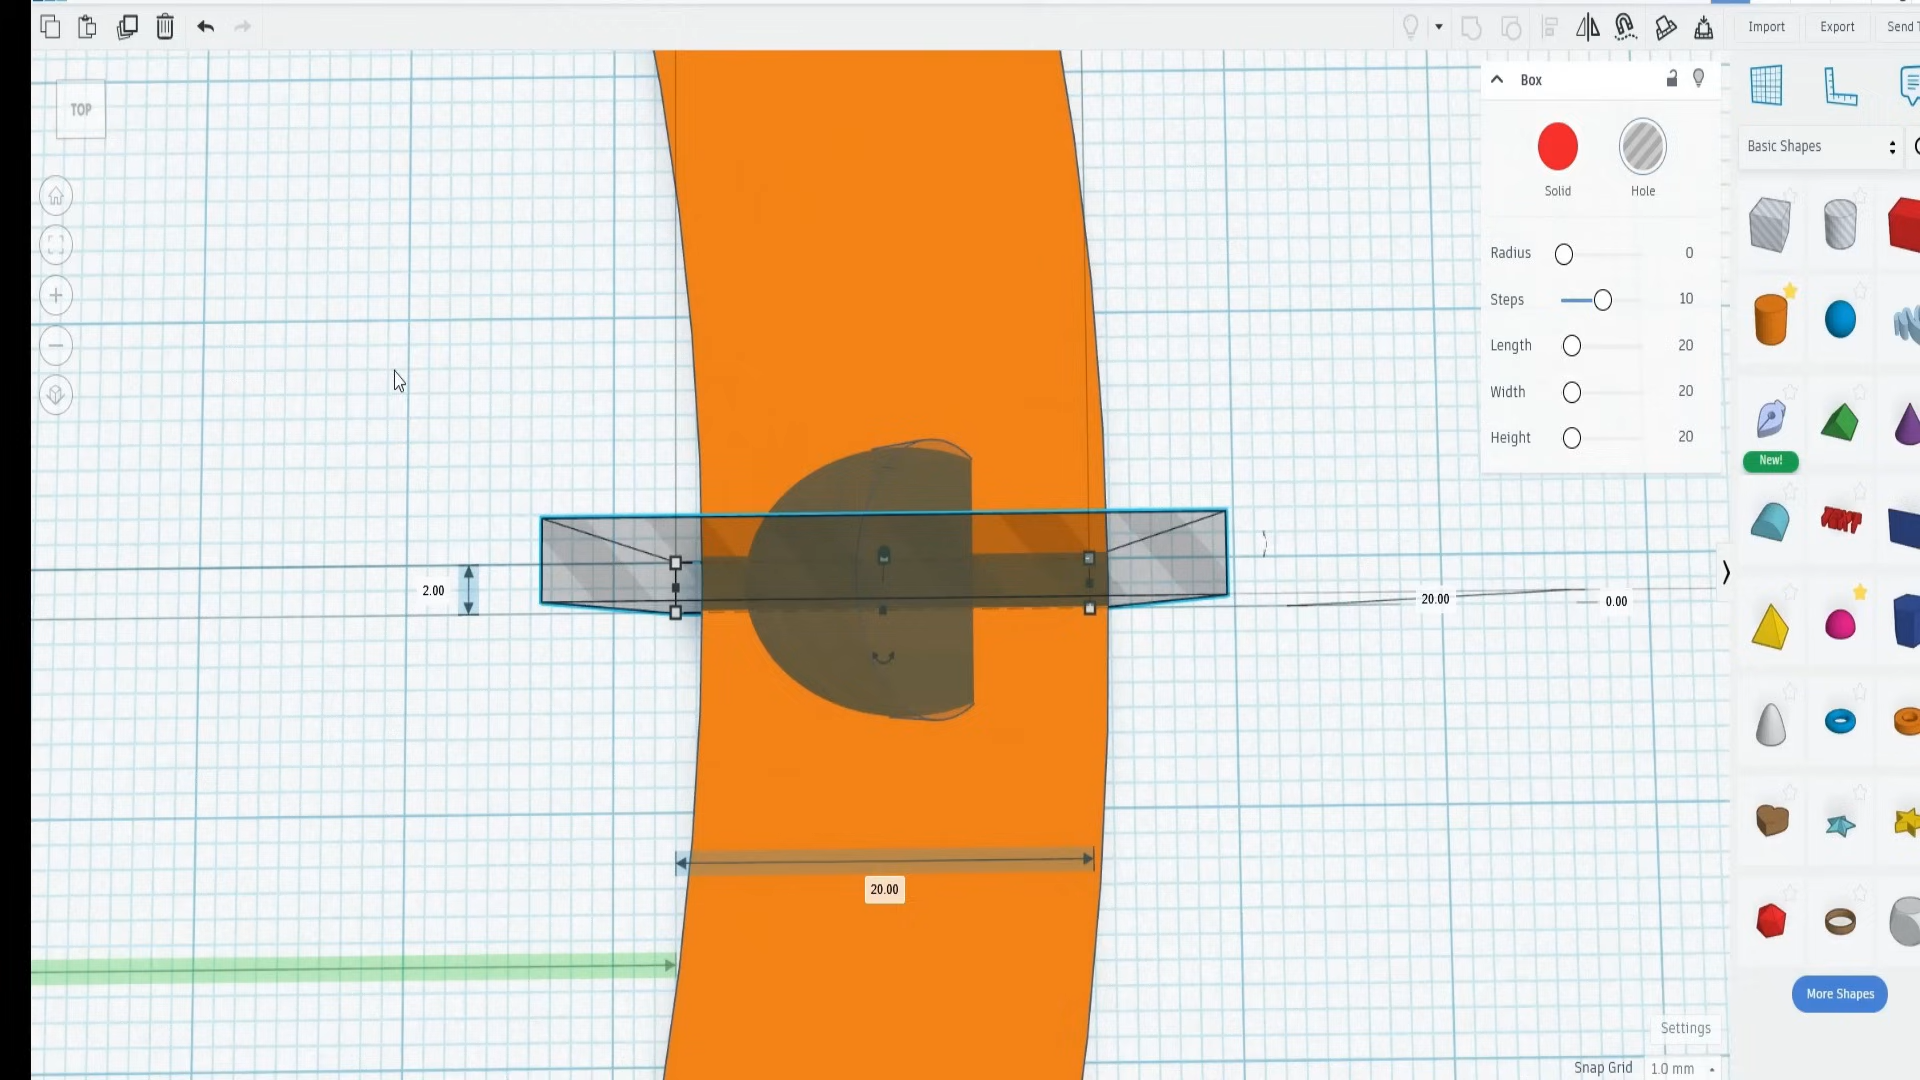 Import
Export
Send T
TOP
Box
Solid
Hole
Radius 0
Steps 10
Length 20
Width 20
Height 20
Basic Shapes
New!
TEXT
2.00
20.00
0.00
20.00
More Shapes
Settings
Snap Grid 1.0 mm